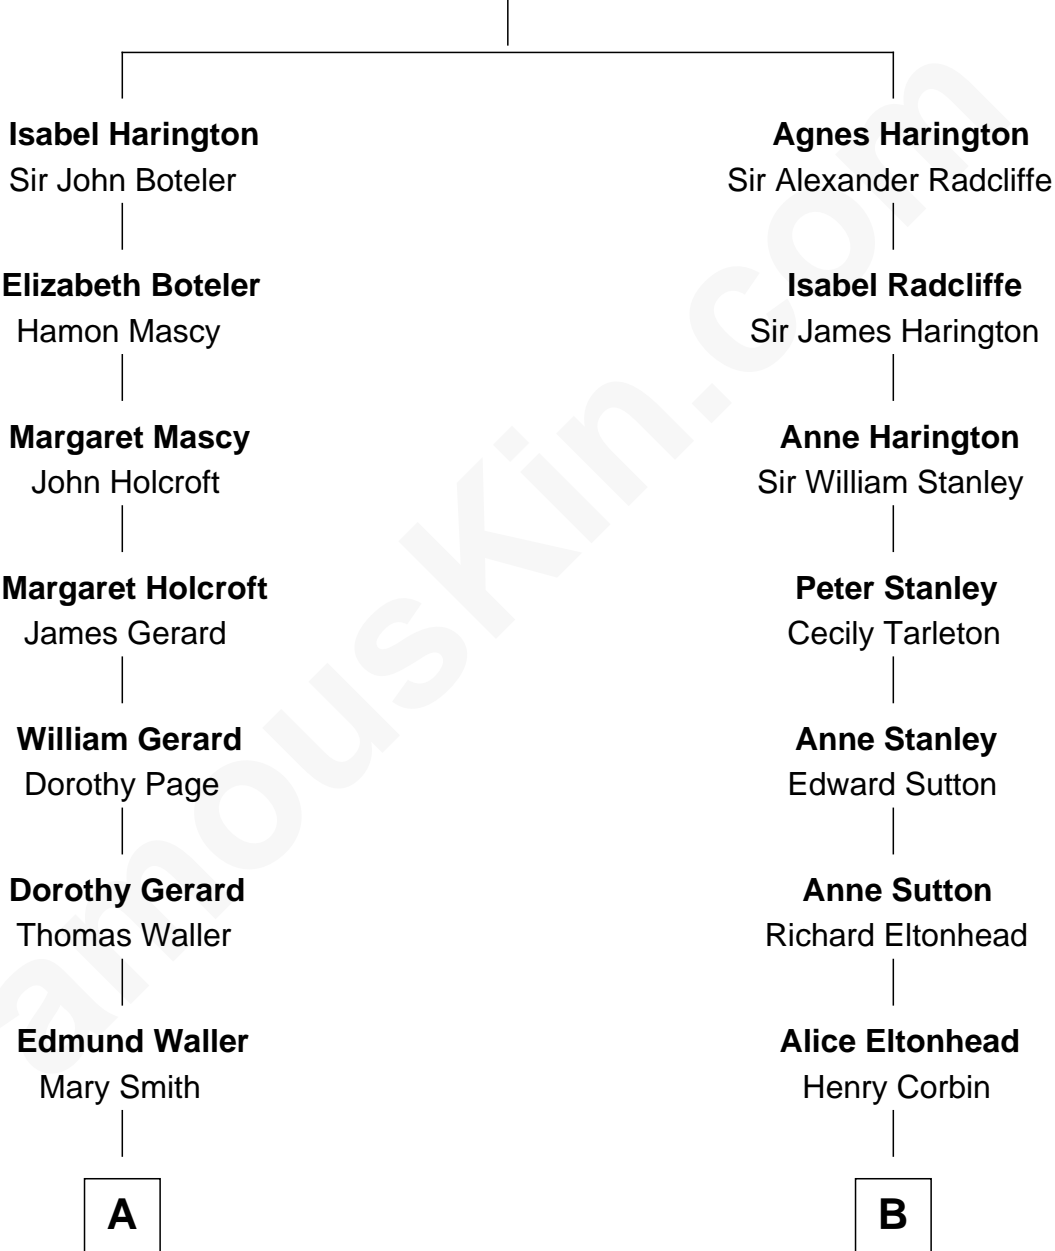 Isabel Harington
Sir John Boteler
Elizabeth Boteler
Hamon Mascy
Margaret Mascy
John Holcroft
Margaret Holcroft
James Gerard
William Gerard
Dorothy Page
Dorothy Gerard
Thomas Waller
Edmund Waller
Mary Smith
A
Agnes Harington
Sir Alexander Radcliffe
Isabel Radcliffe
Sir James Harington
Anne Harington
Sir William Stanley
Peter Stanley
Cecily Tarleton
Anne Stanley
Edward Sutton
Anne Sutton
Richard Eltonhead
Alice Eltonhead
Henry Corbin
B
amousKin.com